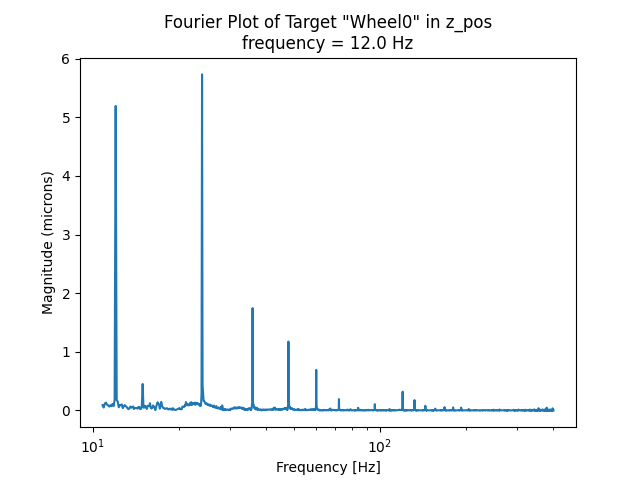 Fourier Plot of Target "Wheel0" in z_pos
frequency = 12.0 Hz
6
5
4
3
2
1
0
Magnitude (microns)
10¹
10²
Frequency [Hz]